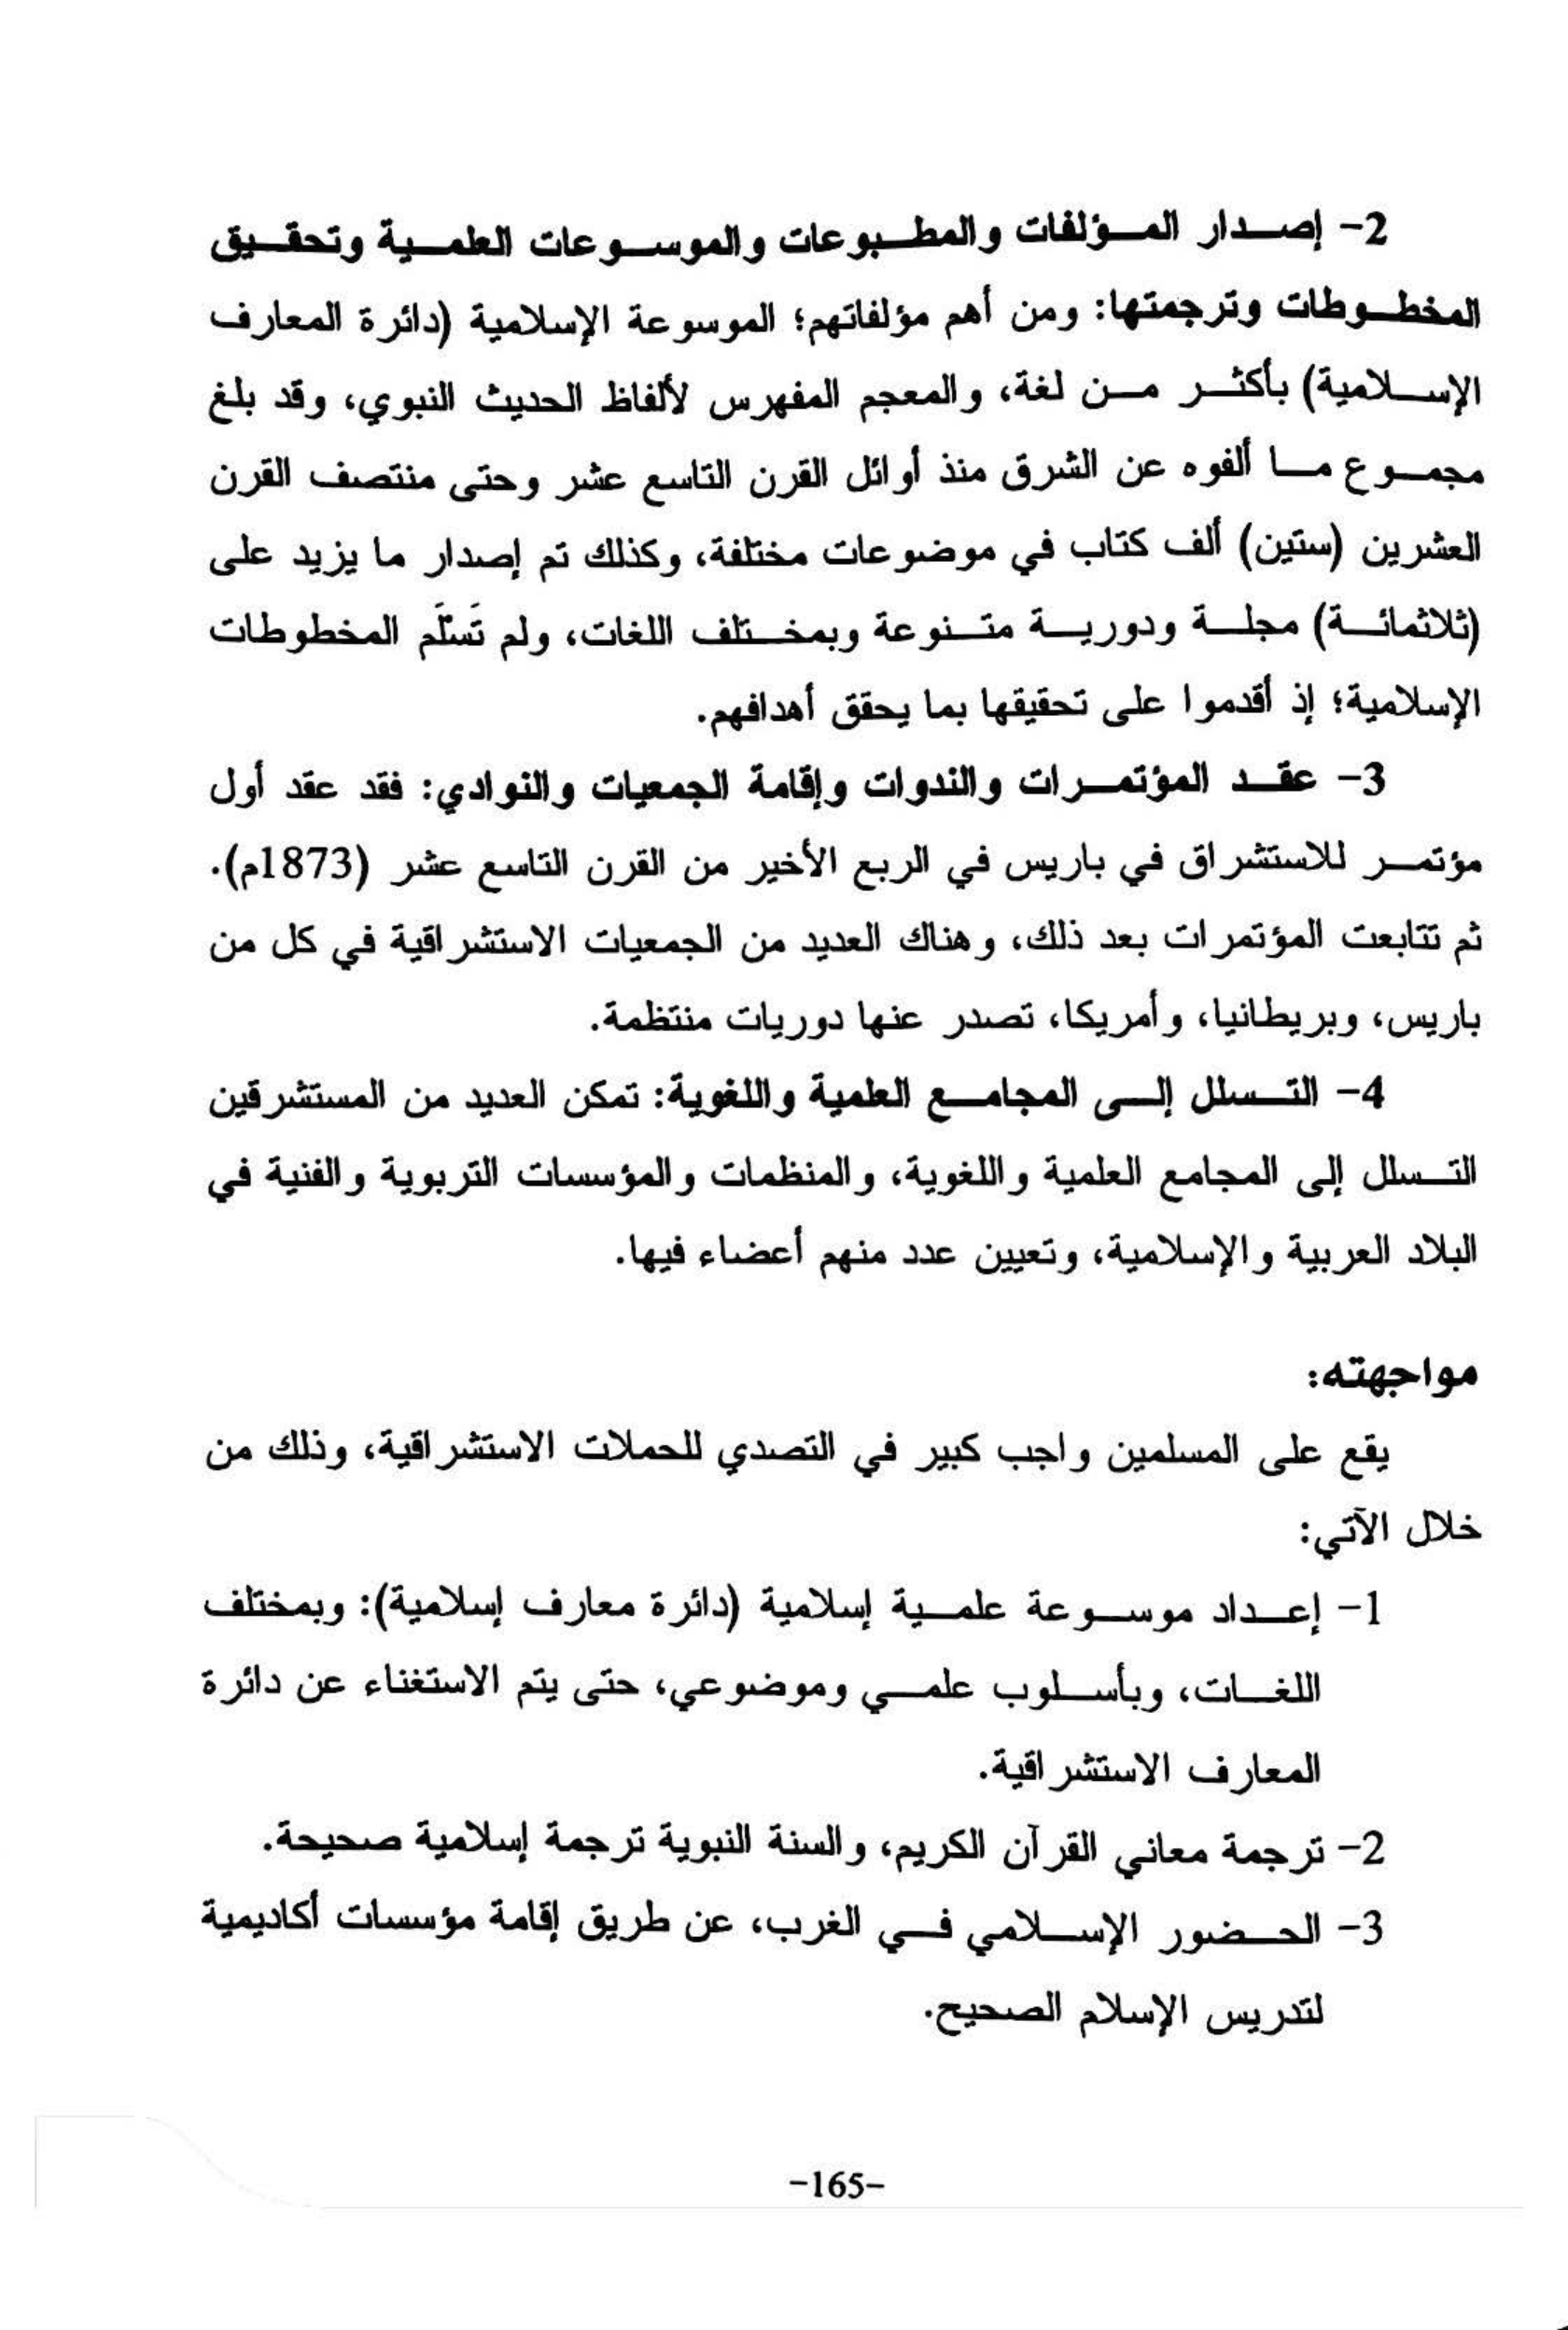 2- إصدار المؤلفات والمطبوعات والموسوعات العلمية وتحقيق
المخطوطات وترجمتها: ومن أهم مؤلفاتهم؛ الموسوعة الإسلامية (دائرة المعارف
الإسلامية) بأكثر من لغة، والمعجم المفهرس لألفاظ الحديث النبوي، وقد بلغ
مجموع ما ألفوه عن الشرق منذ أوائل القرن التاسع عشر وحتى منتصف القرن
العشرين (ستين) ألف كتاب في موضوعات مختلفة، وكذلك تم إصدار ما يزيد على
(ثلاثمائة) مجلة ودورية متنوعة وبمختلف اللغات، ولم تَسلَم المخطوطات
الإسلامية؛ إذ أقدموا على تحقيقها بما يحقق أهدافهم.
3- عقد المؤتمرات والندوات وإقامة الجمعيات والنوادي: فقد عقد أول
مؤتمر للاستشراق في باريس في الربع الأخير من القرن التاسع عشر (1873م).
ثم تتابعت المؤتمرات بعد ذلك، وهناك العديد من الجمعيات الاستشراقية في كل من
باريس، وبريطانيا، وأمريكا، تصدر عنها دوريات منتظمة.
4- التسلل إلى المجامع العلمية واللغوية: تمكن العديد من المستشرقين
التسلل إلى المجامع العلمية واللغوية، والمنظمات والمؤسسات التربوية والفنية في
البلاد العربية والإسلامية، وتعيين عدد منهم أعضاء فيها.
مواجهته:
يقع على المسلمين واجب كبير في التصدي للحملات الاستشراقية، وذلك من
خلال الآتي:
1- إعداد موسوعة علمية إسلامية (دائرة معارف إسلامية): وبمختلف
اللغات، وبأسلوب علمي وموضوعي، حتى يتم الاستغناء عن دائرة
المعارف الاستشراقية.
2- ترجمة معاني القرآن الكريم، والسنة النبوية ترجمة إسلامية صحيحة.
3- الحضور الإسلامي في الغرب، عن طريق إقامة مؤسسات أكاديمية
لتدريس الإسلام الصحيح.
-165-